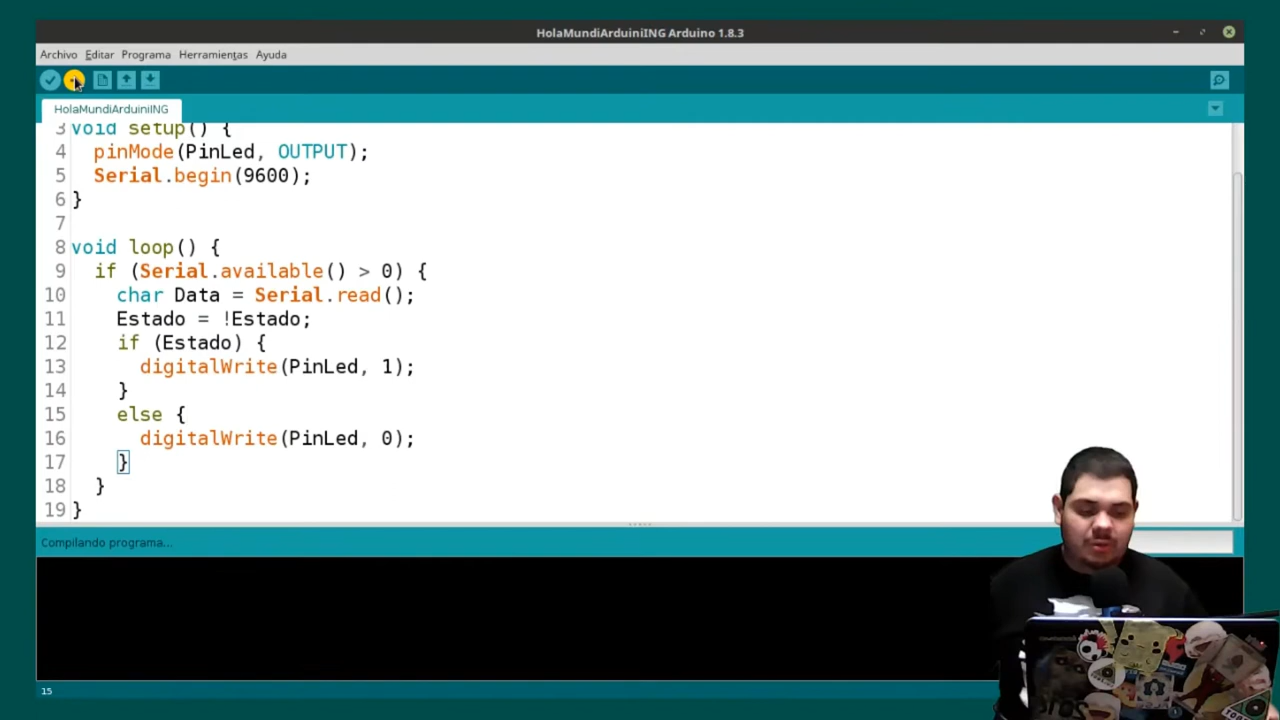 HolaMundiArduiniING Arduino 1.8.3
Archivo Editar Programa Herramientas Ayuda
HolaMundiArduiniING
3 void setup() {
4 pinMode(PinLed, OUTPUT);
5 Serial.begin(9600);
6 }
7
8 void loop() {
9 if (Serial.available() > 0) {
10 char Data = Serial.read();
11 Estado = !Estado;
12 if (Estado) {
13 digitalWrite(PinLed, 1);
14 }
15 else {
16 digitalWrite(PinLed, 0);
17 }
18 }
19 }
Compilando programa...
15